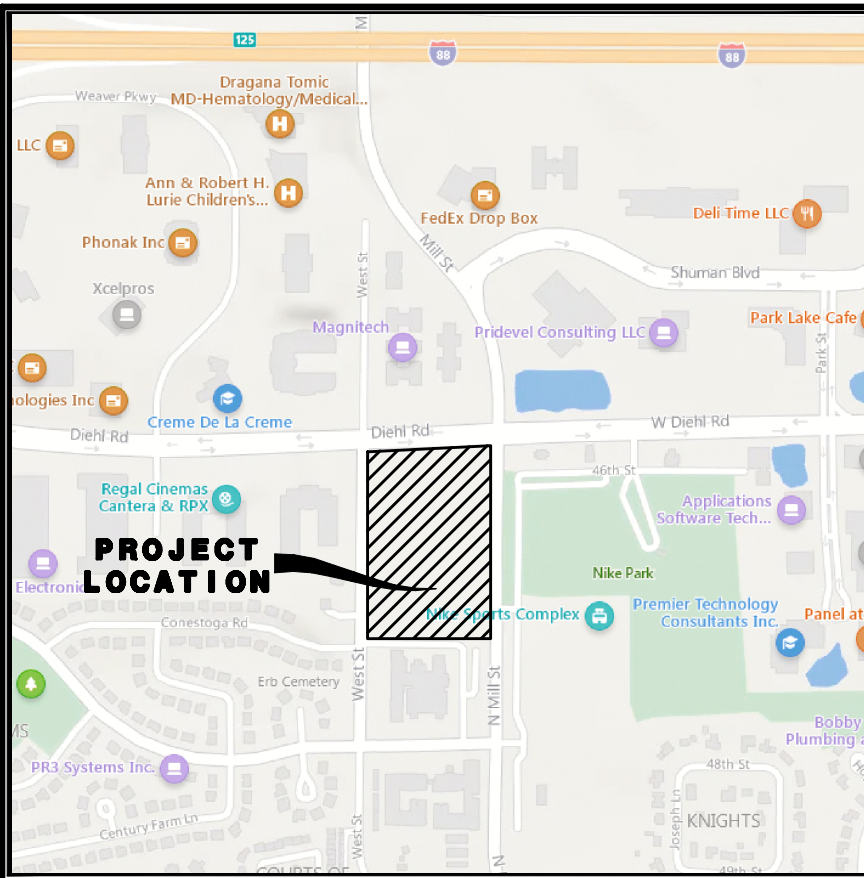 M
125
88
88
Weaver Pkwy
Dragana Tomic
MD-Hematology/Medical...
LLC
Ann & Robert H.
Lurie Children's...
FedEx Drop Box
Deli Time LLC
Phonak Inc
Mill St
West St
Shuman Blvd
Xcelpros
Magnitech
Pridevel Consulting LLC
Park Lake Cafe
Park St
ologies Inc
Creme De La Creme
Diehl Rd
Diehl Rd
W Diehl Rd
46th St
Regal Cinemas
Cantera & RPX
Applications
Software Tech...
PROJECT
LOCATION
Electronic
Nike Park
Nike Sports Complex
Premier Technology
Consultants Inc.
Panel at
Conestoga Rd
West St
N Mill St
Erb Cemetery
MS
Bobby
Plumbing a
PR3 Systems Inc.
48th St
Joseph Ln
KNIGHTS
Century Farm Ln
West St
N
COURTS OF
49th St